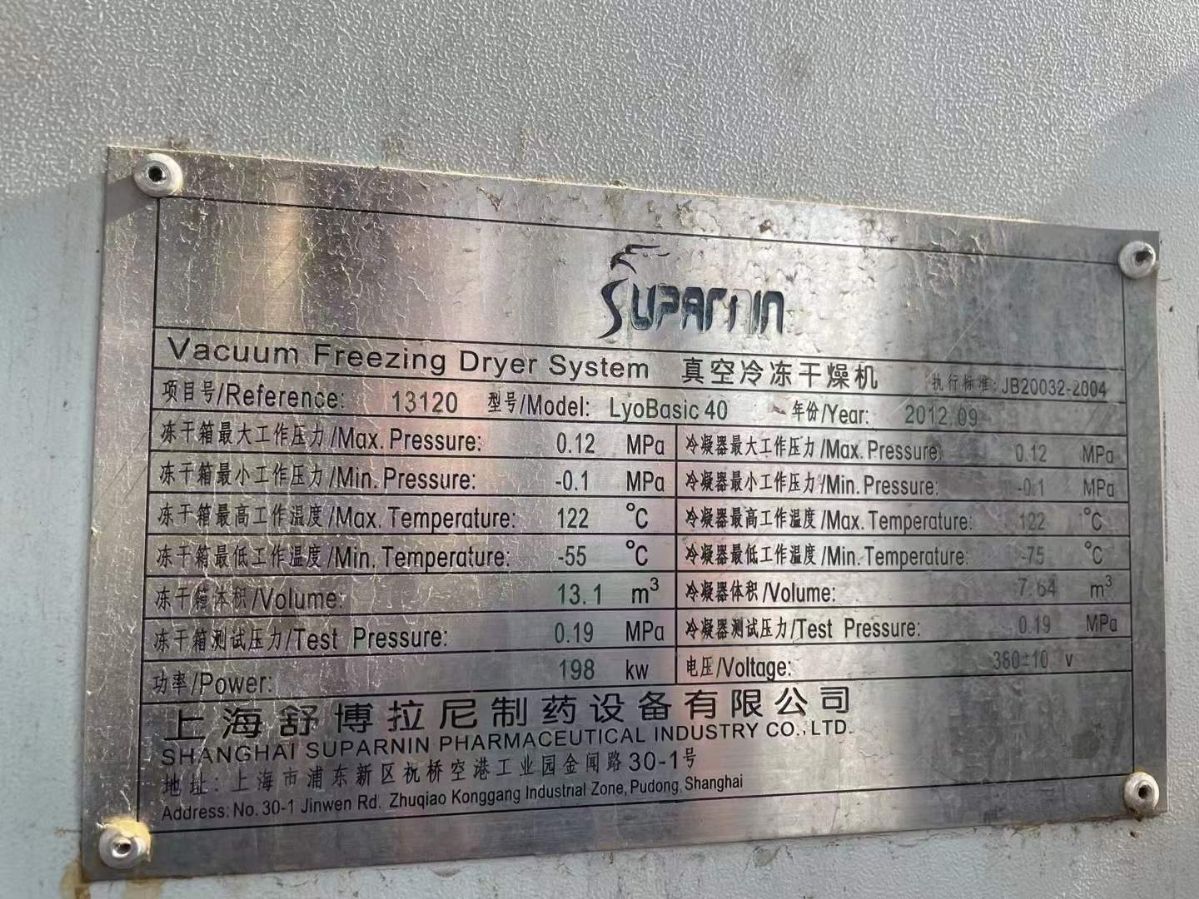 SUPARNIN
Vacuum Freezing Dryer System 真空冷冻干燥机 执行标准: JB20032-2004
项目号/Reference: 13120 型号/Model: LyoBasic 40 年份/Year: 2012.09
冻干箱最大工作压力/Max. Pressure: 0.12 MPa 冷凝器最大工作压力/Max. Pressure: 0.12 MPa
冻干箱最小工作压力/Min. Pressure: -0.1 MPa 冷凝器最小工作压力/Min. Pressure: -0.1 MPa
冻干箱最高工作温度/Max. Temperature: 122 °C 冷凝器最高工作温度/Max. Temperature: 122 °C
冻干箱最低工作温度/Min. Temperature: -55 °C 冷凝器最低工作温度/Min. Temperature: -75 °C
冻干箱体积/Volume: 13.1 m³ 冷凝器体积/Volume: 7.64 m³
冻干箱测试压力/Test Pressure: 0.19 MPa 冷凝器测试压力/Test Pressure: 0.19 MPa
功率/Power: 198 kw 电压/Voltage: 380±10 v
上海舒博拉尼制药设备有限公司
SHANGHAI SUPARNIN PHARMACEUTICAL INDUSTRY CO., LTD.
地址: 上海市浦东新区祝桥空港工业园金闻路30-1号
Address: No. 30-1 Jinwen Rd. Zhuqiao Konggang Industrial Zone, Pudong, Shanghai